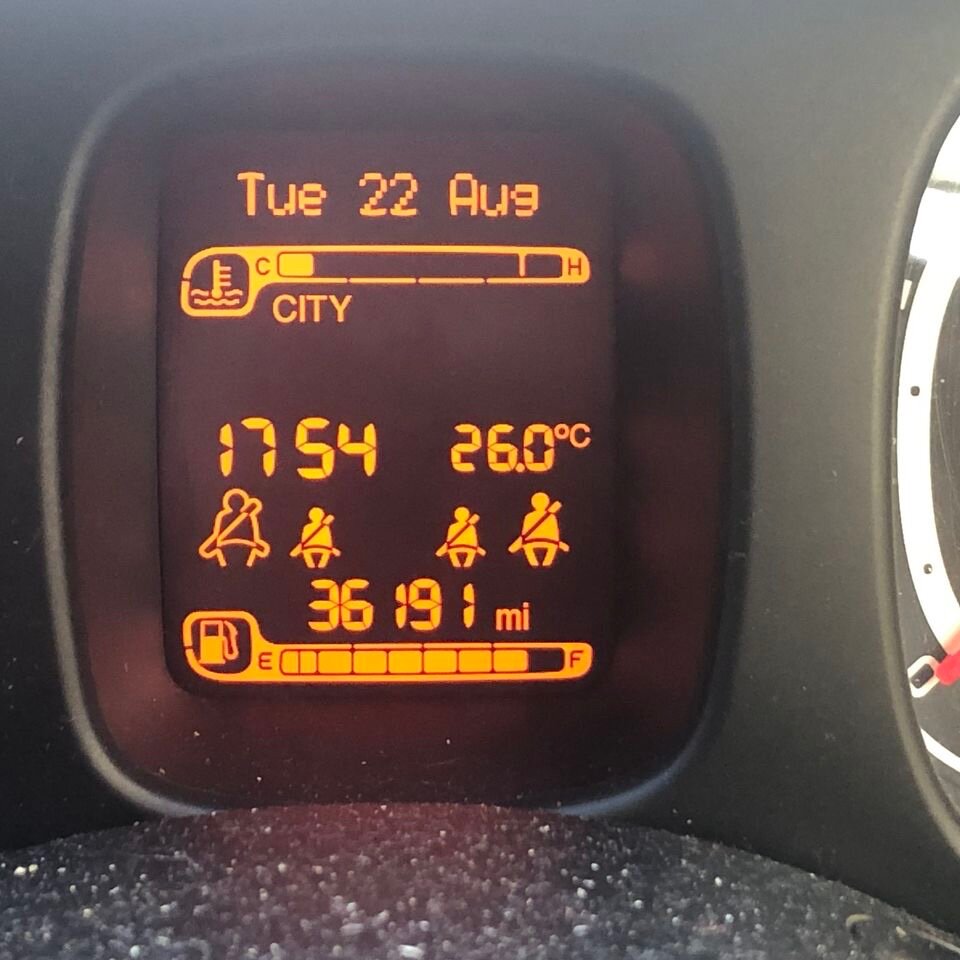 Tue 22 Aug
C H
CITY
17 54 26.0°C
36191 mi
E F